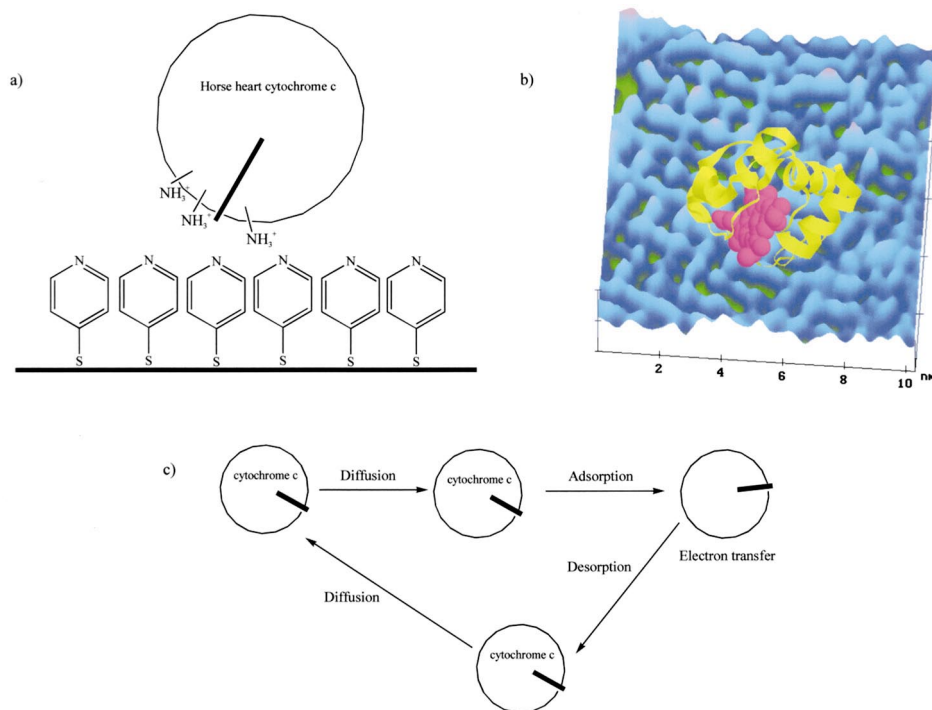 a)
Horse heart cytochrome c
NH₃⁺
NH₃⁺
NH₃⁺
N N N N N N
S S S S S S
b)
2 4 6 8 10 nm
c)
cytochrome c
Diffusion
cytochrome c
Adsorption
Electron transfer
Desorption
Diffusion
cytochrome c